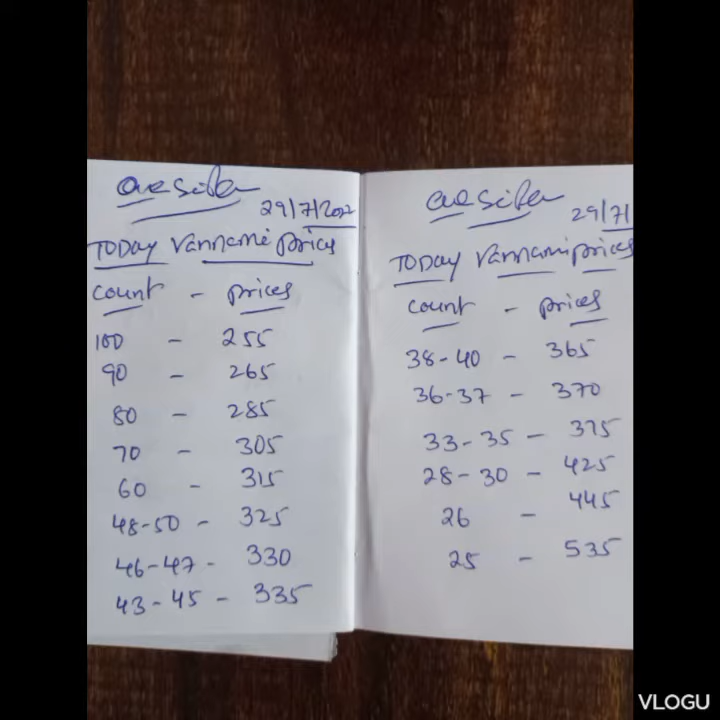 29/7/2022
TODAY Vannamei prices
count - prices
100 - 255
90 - 265
80 - 285
70 - 305
60 - 315
48-50 - 325
46-47 - 330
43-45 - 335
29/7/
TODAY Vannami prices
count - prices
38-40 - 365
36-37 - 370
33-35 - 375
28-30 - 425
26 - 445
25 - 535
VLOGU